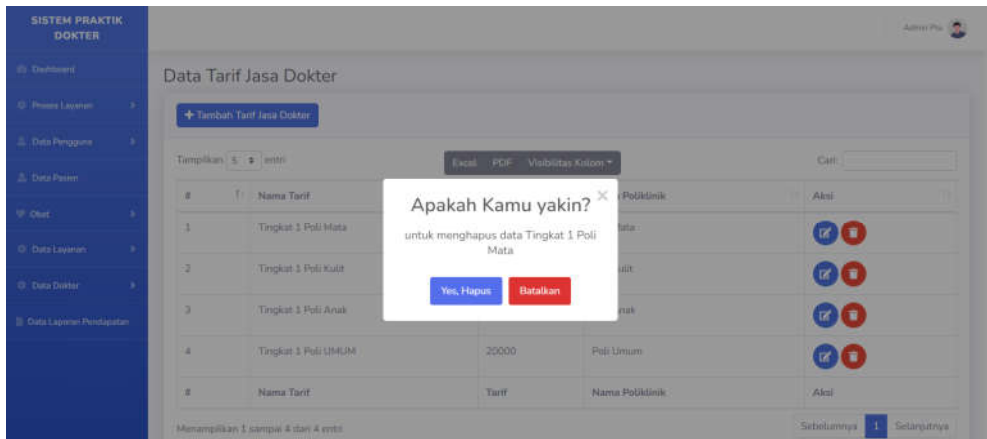 SISTEM PRAKTIK
DOKTER
Dashboard
Proses Layanan
Data Pengguna
Data Pasien
Obat
Data Layanan
Data Dokter
Data Laporan Pendapatan
Admin Pro
Data Tarif Jasa Dokter
+ Tambah Tarif Jasa Dokter
Tampilkan 5 entri
Excel PDF Visibilitas Kolom
Cari:
# Nama Tarif Poliklinik Aksi
1 Tingkat 1 Poli Mata
2 Tingkat 1 Poli Kulit
3 Tingkat 1 Poli Anak
4 Tingkat 1 Poli UMUM 20000 Poli Umum
# Nama Tarif Tarif Nama Poliklinik Aksi
Menampilkan 1 sampai 4 dari 4 entri
Sebelumnya 1 Selanjutnya
Apakah Kamu yakin? ×
untuk menghapus data Tingkat 1 Poli
Mata
Yes, Hapus Batalkan